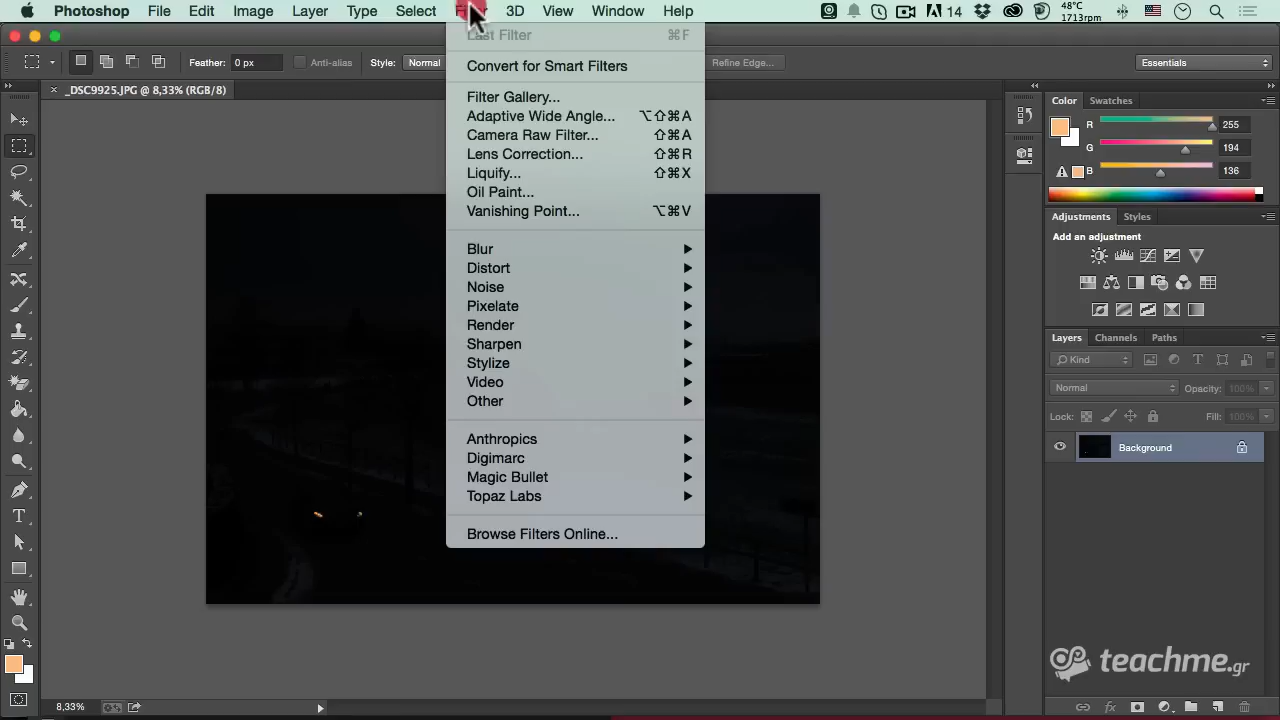 Photoshop File Edit Image Layer Type Select 3D View Window Help 14 48°C 1713rpm
Feather: 0 px Anti-alias Style: Normal Refine Edge... Essentials
× _DSC9925.JPG @ 8,33% (RGB/8)
Last Filter ⌘F
Convert for Smart Filters
Filter Gallery...
Adaptive Wide Angle... ⌥⇧⌘A
Camera Raw Filter... ⇧⌘A
Lens Correction... ⇧⌘R
Liquify... ⇧⌘X
Oil Paint...
Vanishing Point... ⌥⌘V
Blur
Distort
Noise
Pixelate
Render
Sharpen
Stylize
Video
Other
Anthropics
Digimarc
Magic Bullet
Topaz Labs
Browse Filters Online...
Color Swatches
R 255
G 194
B 136
Adjustments Styles
Add an adjustment
Layers Channels Paths
Kind
Normal Opacity: 100%
Lock: Fill: 100%
Background
teachme.gr
8,33%